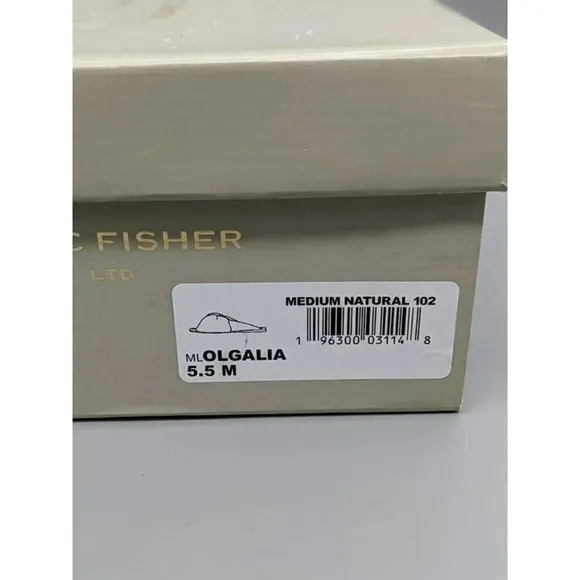 C FISHER
LTD
MEDIUM NATURAL 102
1 96300 03114 8
MLOLGALIA
5.5 M